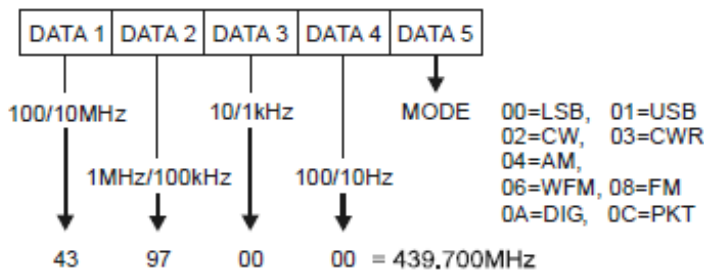 DATA 1 DATA 2 DATA 3 DATA 4 DATA 5
100/10MHz 10/1kHz MODE 00=LSB, 01=USB
02=CW, 03=CWR
04=AM,
1MHz/100kHz 100/10Hz 06=WFM, 08=FM
0A=DIG, 0C=PKT
43 97 00 00 = 439.700MHz